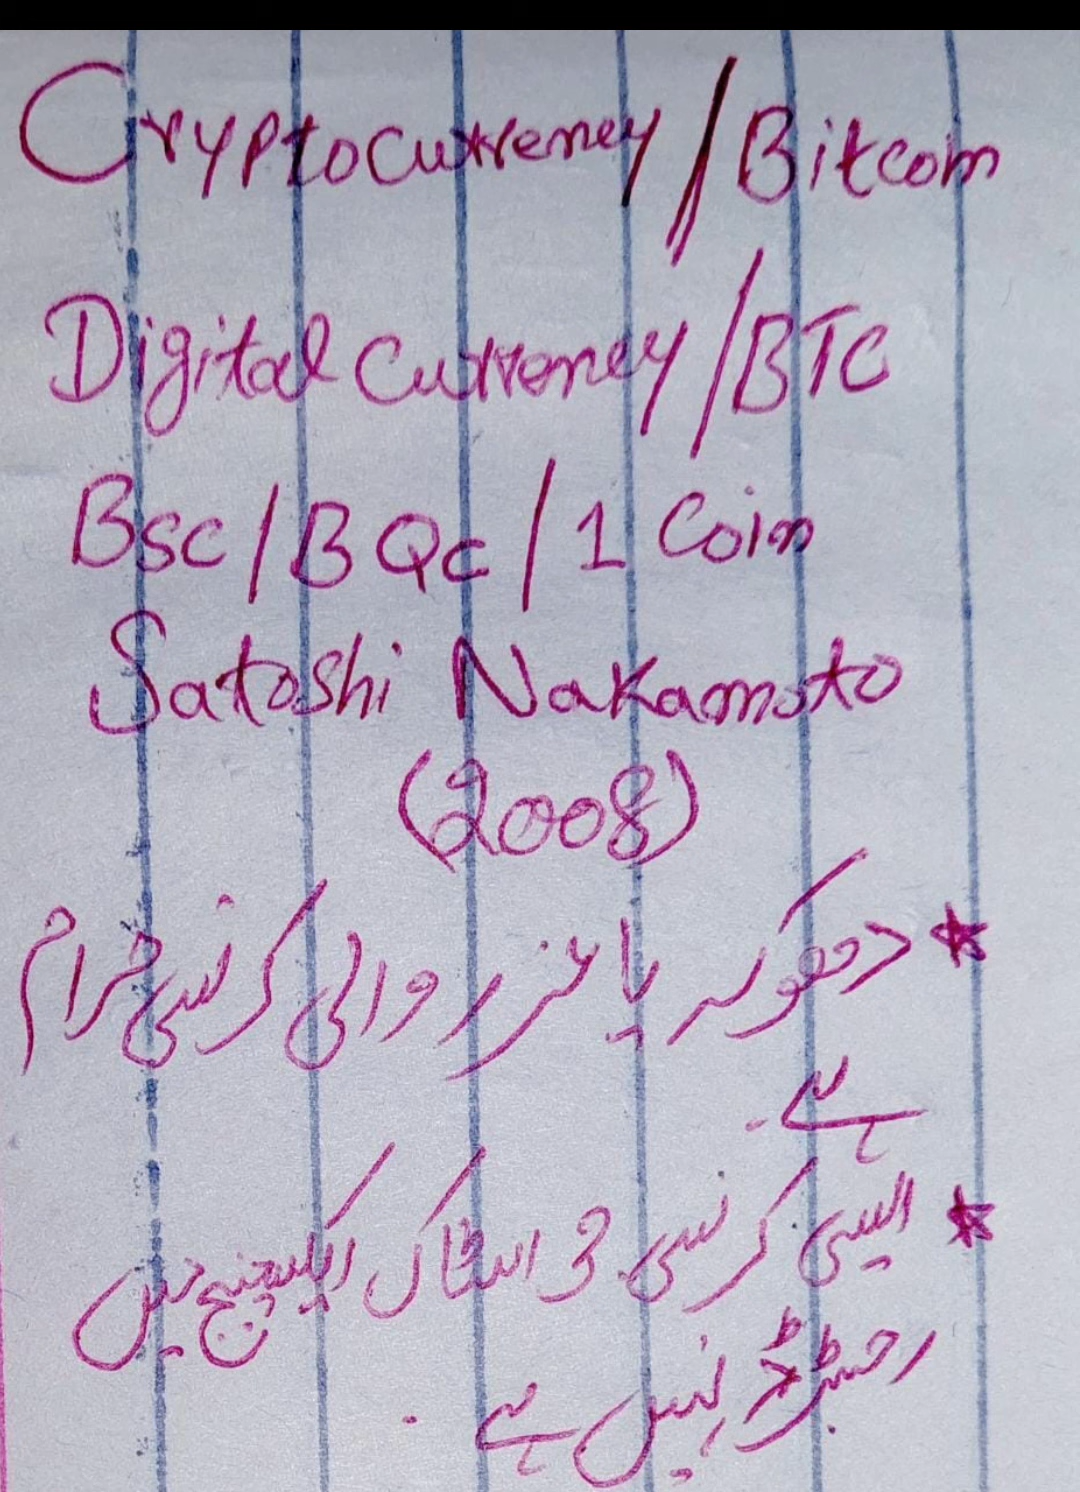 Cryptocurrency/Bitcoin
Digital Currency/BTC
Bsc/BQc/1 Coin
Satoshi Nakamoto
(2008)
★ دھوکہ یا غرر والی کرنسی حرام
ہے۔
★ ایسی کرنسی جو اسٹاک ایکسچینج میں
رجسٹرڈ نہیں ہے۔